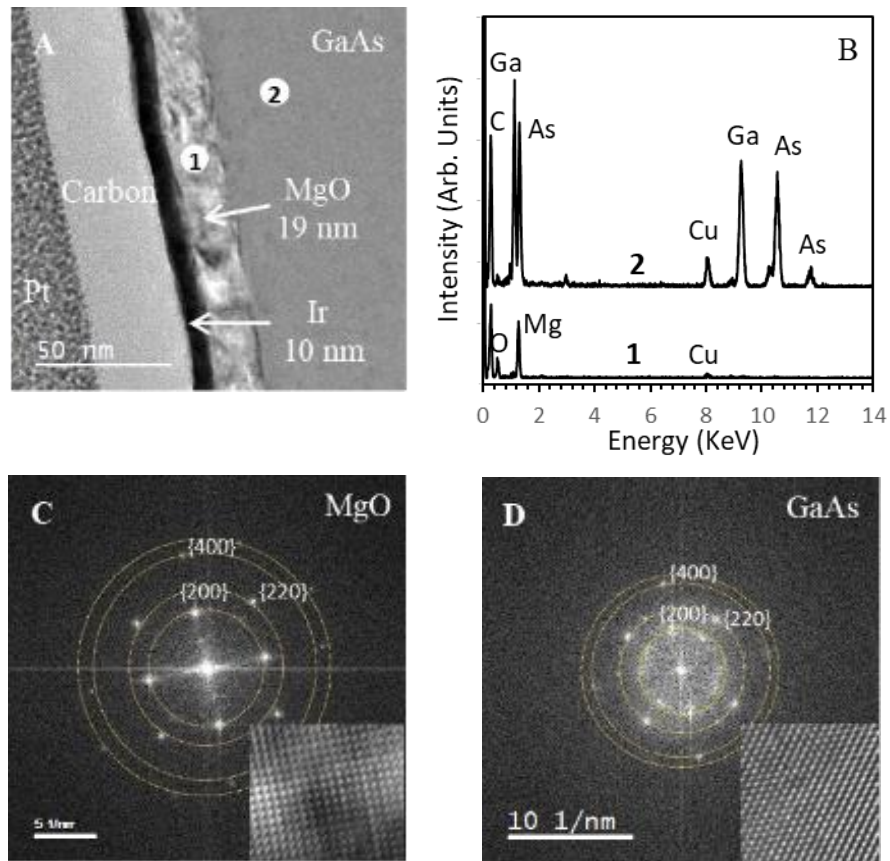 A
GaAs
2
1
Carbon
MgO
19 nm
Pt
Ir
10 nm
50 nm
B
Intensity (Arb. Units)
Ga
C
As
Ga
As
Cu
As
2
O
Mg
1
Cu
0 2 4 6 8 10 12 14
Energy (KeV)
C
MgO
{400}
{200} {220}
5 1/nm
D
GaAs
{400}
{200} {220}
10 1/nm